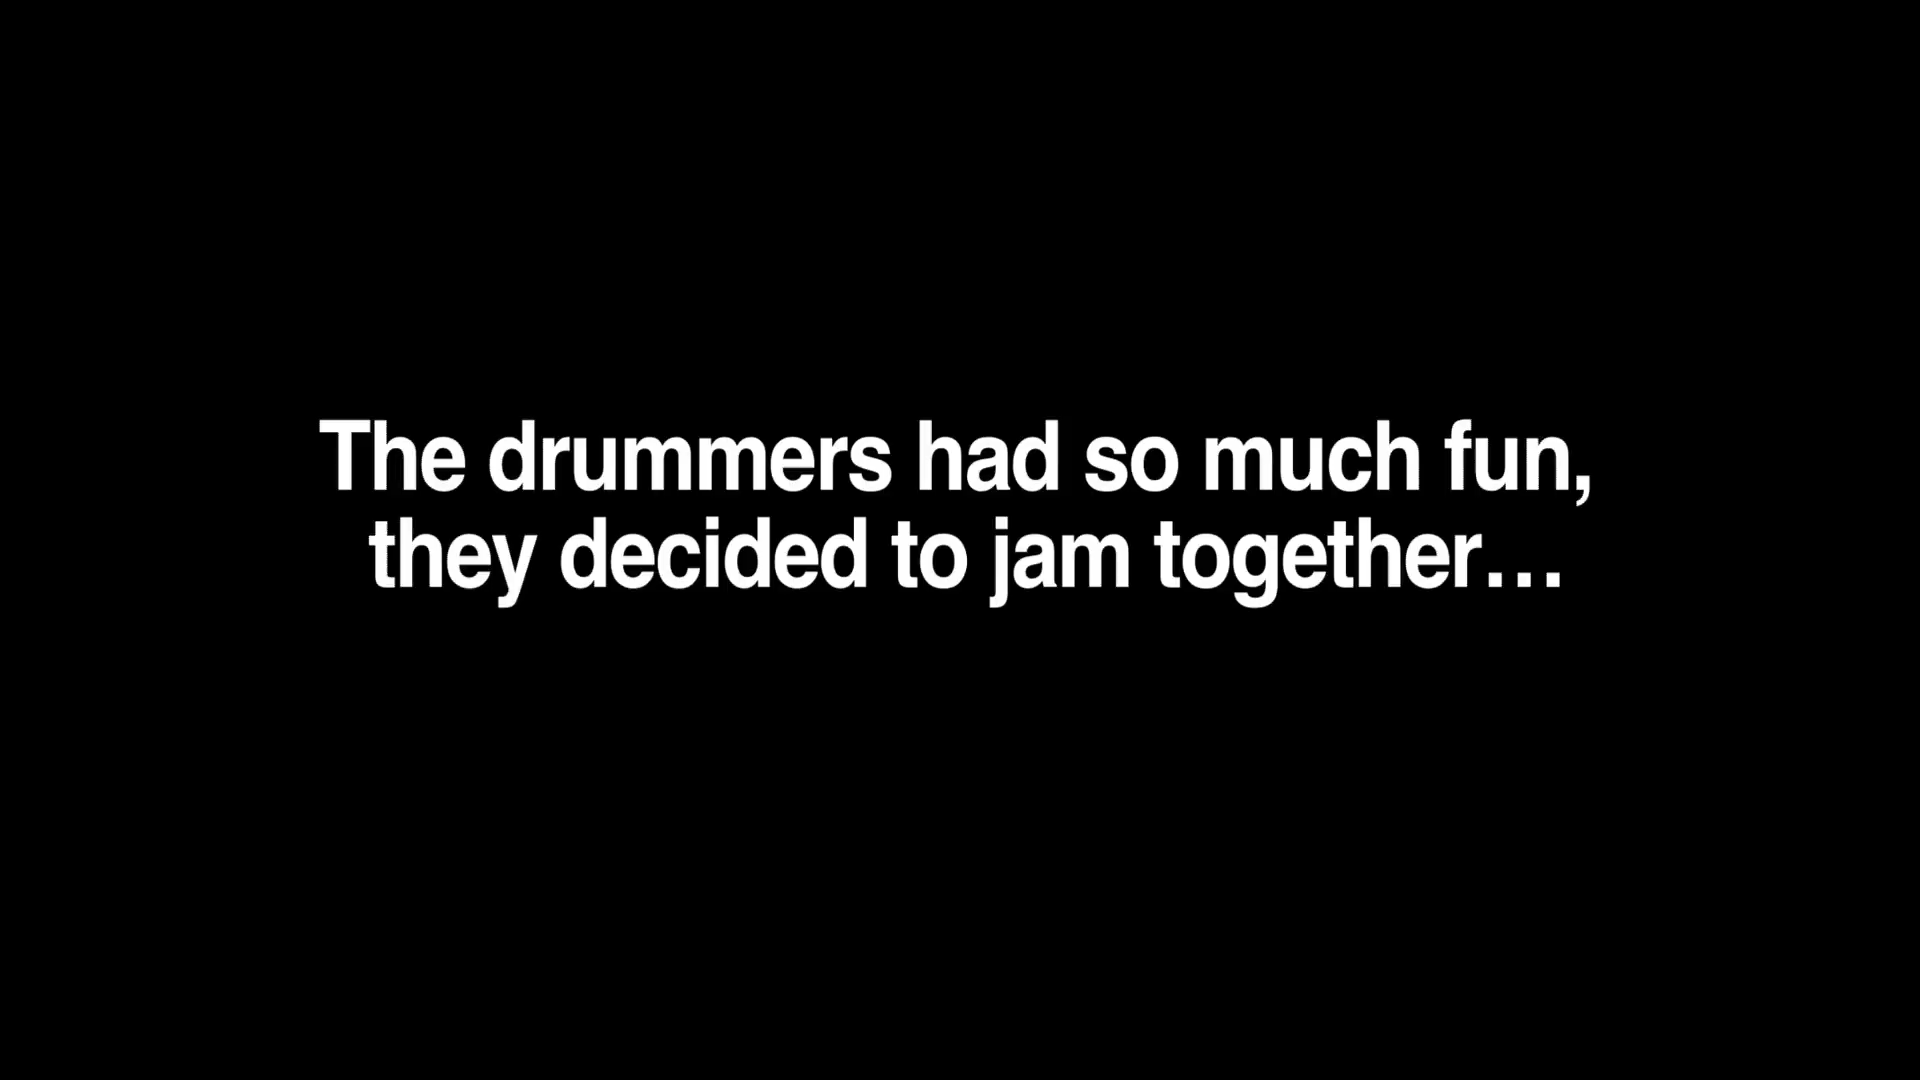 The drummers had so much fun,
they decided to jam together…